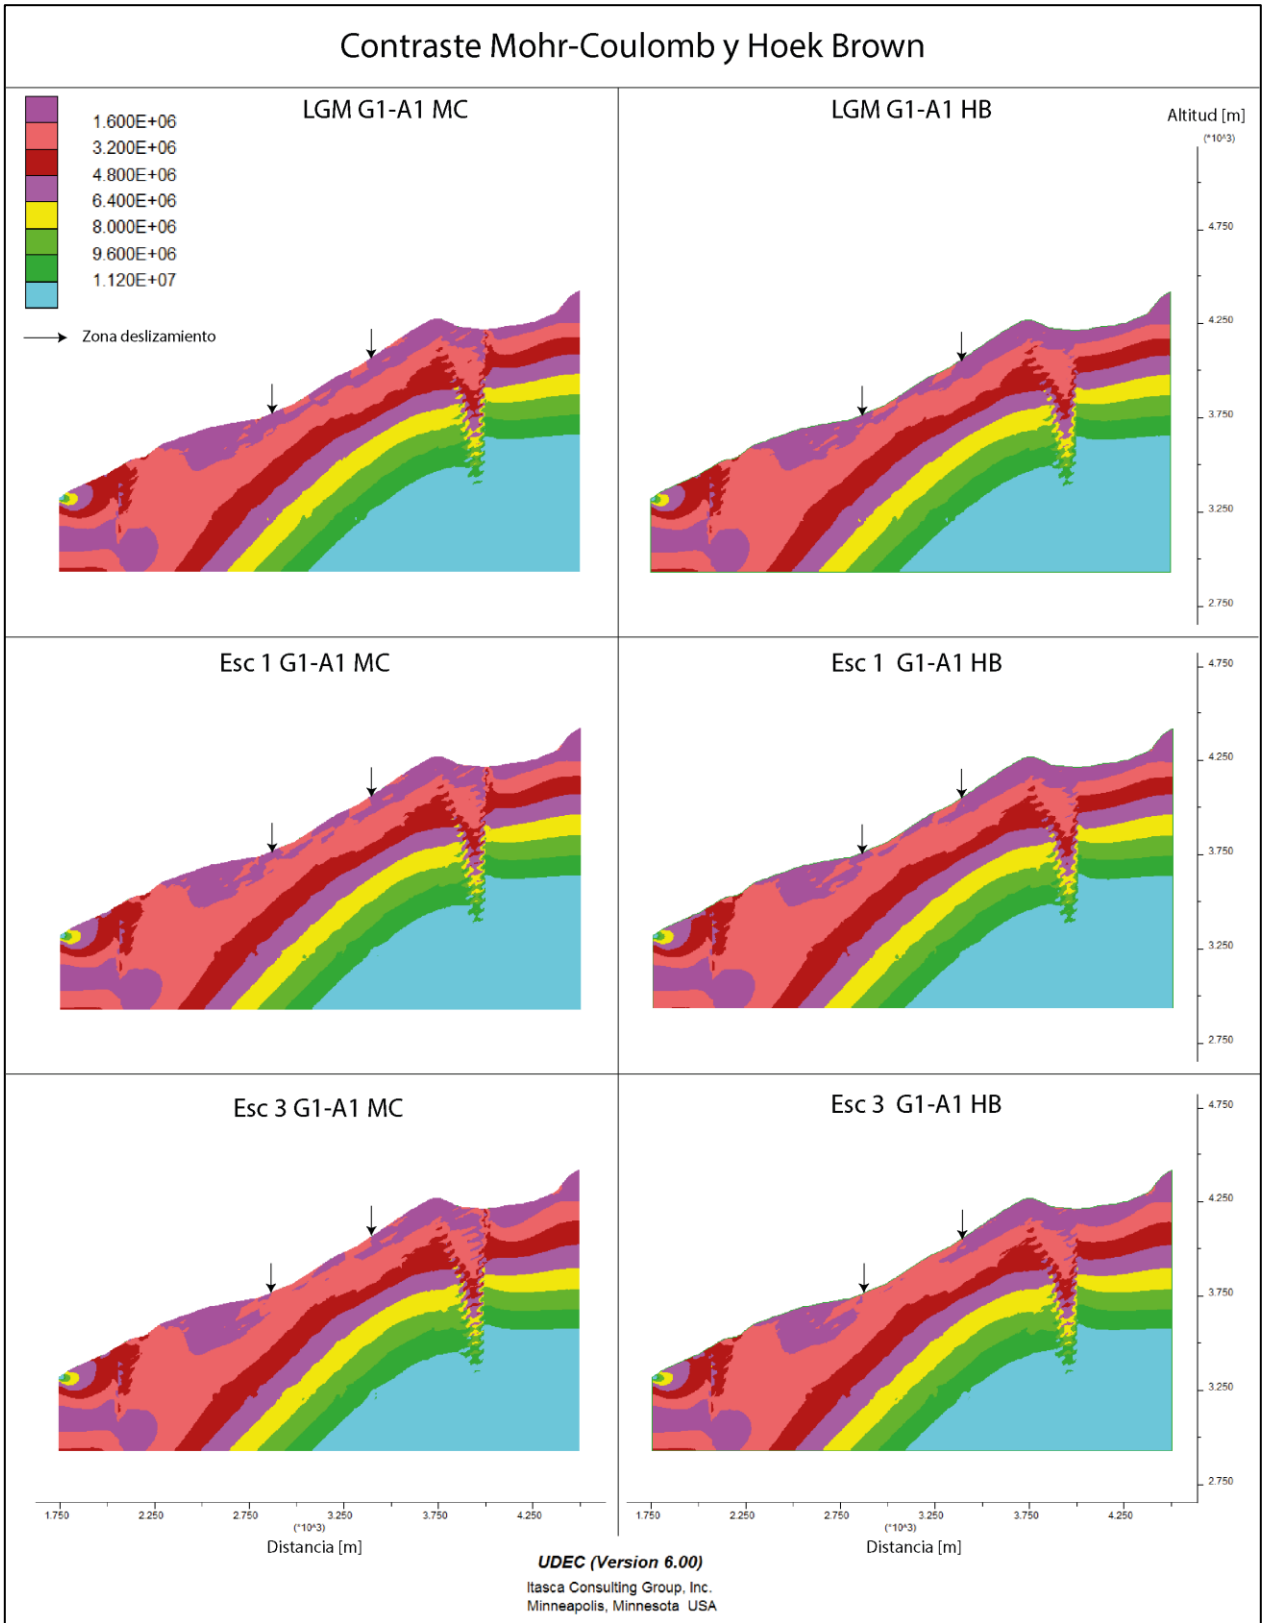 Contraste Mohr-Coulomb y Hoek Brown
LGM G1-A1 MC
1.600E+06
3.200E+06
4.800E+06
6.400E+06
8.000E+06
9.600E+06
1.120E+07
Zona deslizamiento
LGM G1-A1 HB
Altitud [m]
(*10^3)
4.750
4.250
3.750
3.250
2.750
Esc 1 G1-A1 MC
Esc 1 G1-A1 HB
4.750
4.250
3.750
3.250
2.750
Esc 3 G1-A1 MC
Esc 3 G1-A1 HB
4.750
4.250
3.750
3.250
2.750
1.750 2.250 2.750 3.250 3.750 4.250
(*10^3)
Distancia [m]
1.750 2.250 2.750 3.250 3.750 4.250
(*10^3)
Distancia [m]
UDEC (Version 6.00)
Itasca Consulting Group, Inc.
Minneapolis, Minnesota USA